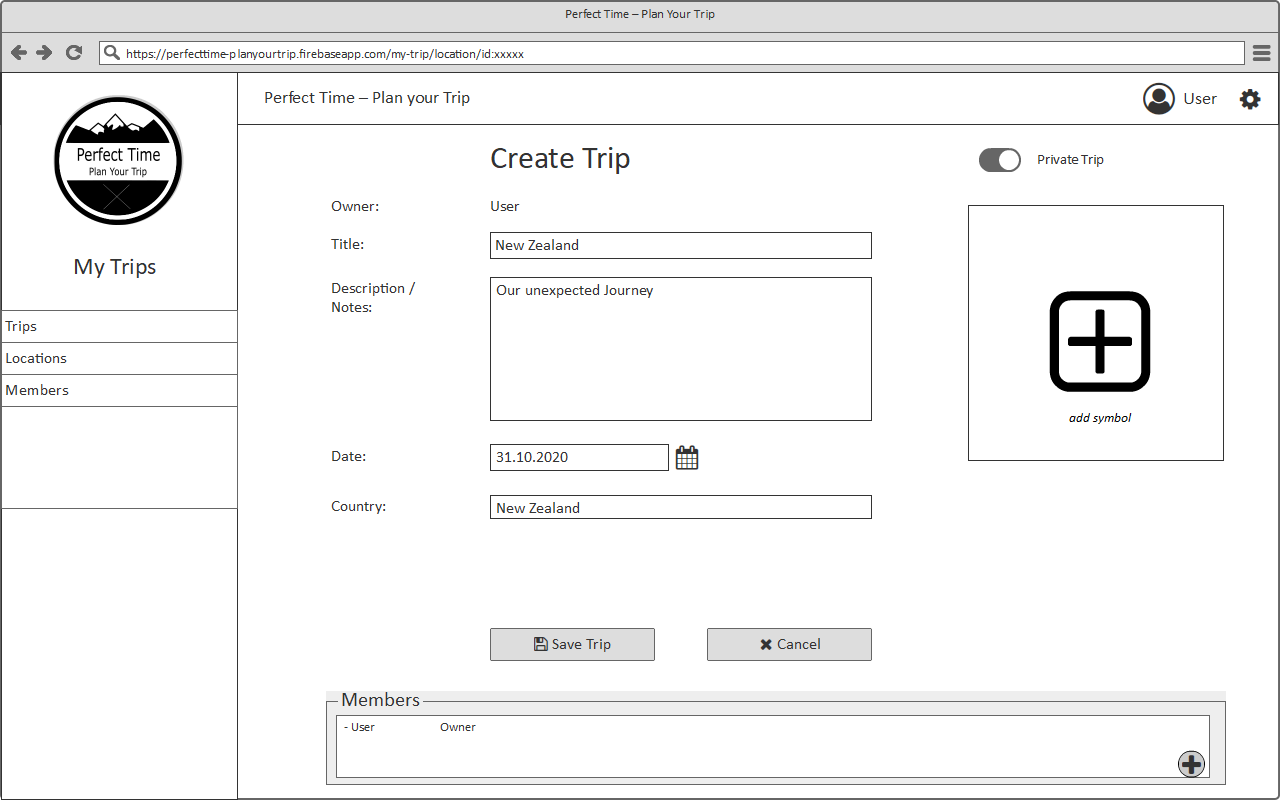 Perfect Time – Plan Your Trip
https://perfecttime-planyourtrip.firebaseapp.com/my-trip/location/id:xxxxx
Perfect Time
Plan Your Trip
My Trips
Trips
Locations
Members
Perfect Time – Plan your Trip
User
Create Trip
Private Trip
Owner:
User
Title:
New Zealand
Description /
Notes:
Our unexpected Journey
add symbol
Date:
31.10.2020
Country:
New Zealand
Save Trip
Cancel
Members
- User Owner